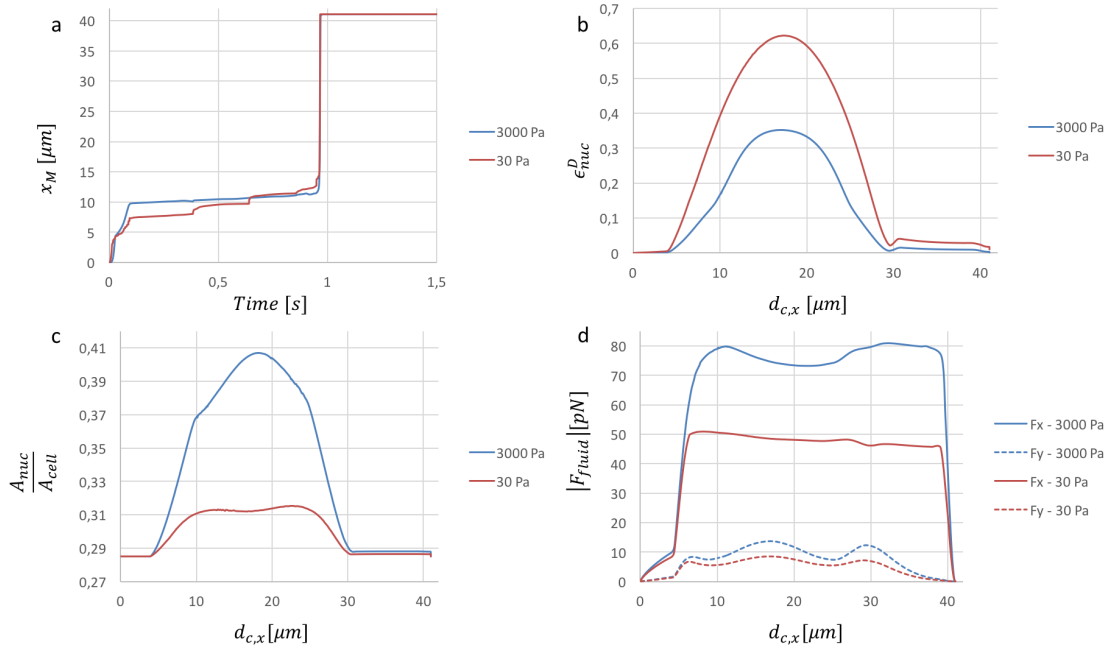 a
40
35
30
25
20
15
10
5
0
x_M [μm]
0
0,5
1
1,5
Time [s]
3000 Pa
30 Pa
b
0,7
0,6
0,5
0,4
0,3
0,2
0,1
0
ϵ^D_nuc
0 10 20 30 40
d_c,x [μm]
3000 Pa
30 Pa
c
0,41
0,39
0,37
0,35
0,33
0,31
0,29
0,27
A_nuc
A_cell
0 10 20 30 40
d_c,x [μm]
3000 Pa
30 Pa
d
90
80
70
60
50
40
30
20
10
0
|F_fluid| [pN]
0 10 20 30 40
d_c,x [μm]
Fx - 3000 Pa
Fy - 3000 Pa
Fx - 30 Pa
Fy - 30 Pa